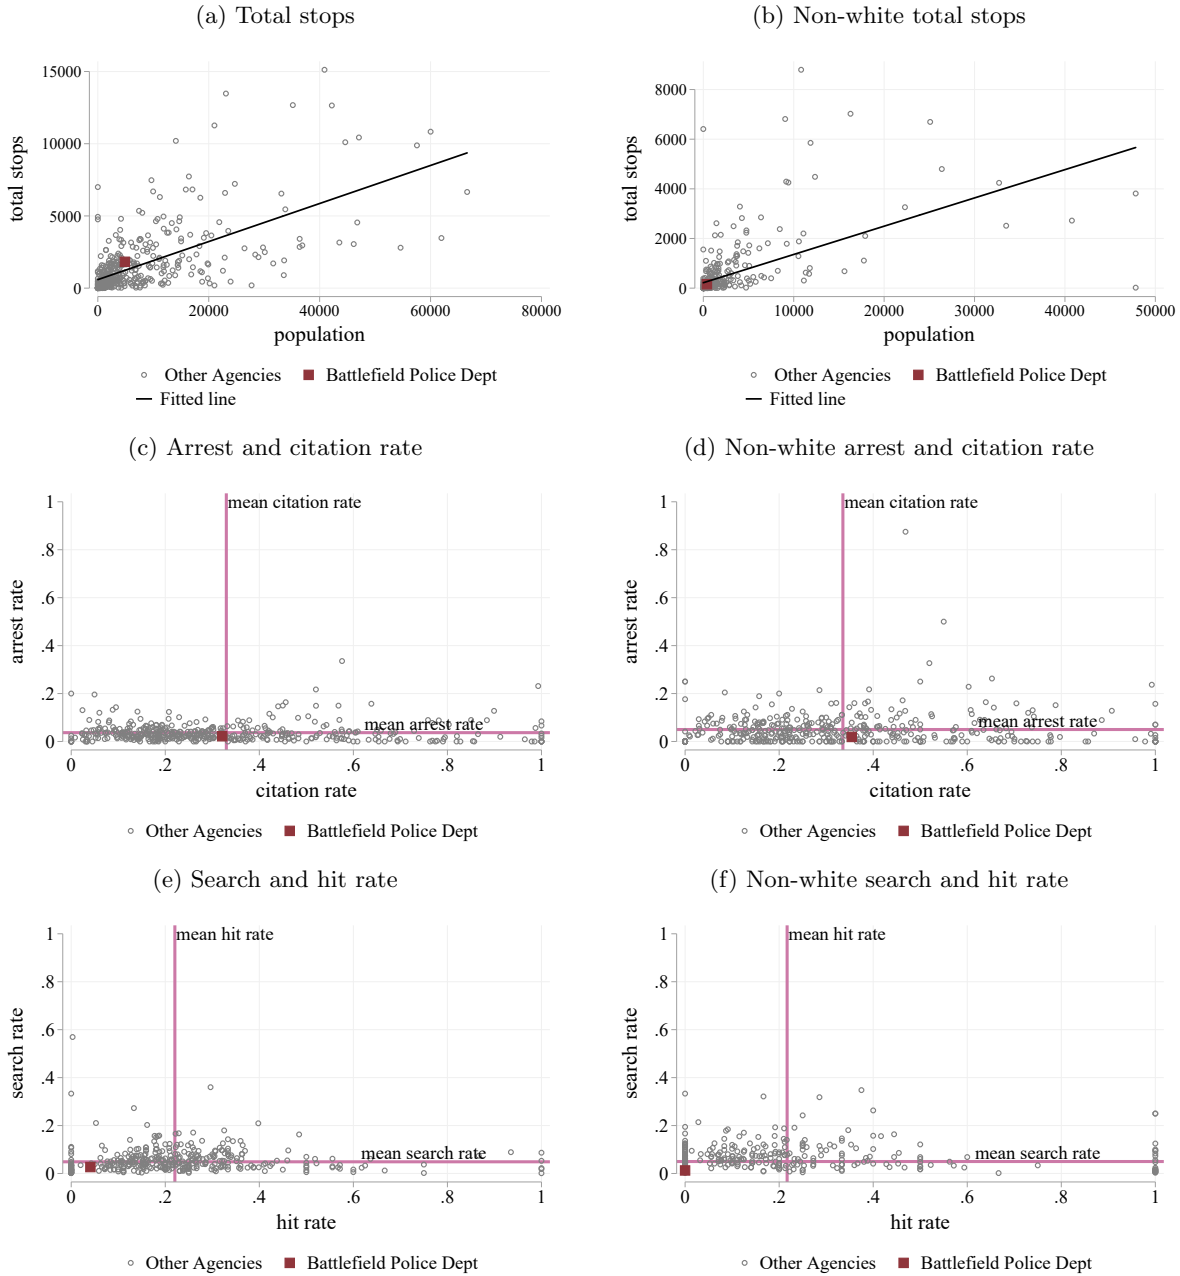 (a) Total stops
(b) Non-white total stops
15000
10000
5000
0
total stops
0
20000
40000
60000
80000
population
8000
6000
4000
2000
0
total stops
0
10000
20000
30000
40000
50000
population
Other Agencies
Battlefield Police Dept
Fitted line
Other Agencies
Battlefield Police Dept
Fitted line
(c) Arrest and citation rate
(d) Non-white arrest and citation rate
1
.8
.6
.4
.2
0
arrest rate
mean citation rate
mean arrest rate
0
.2
.4
.6
.8
1
citation rate
1
.8
.6
.4
.2
0
arrest rate
mean citation rate
mean arrest rate
0
.2
.4
.6
.8
1
citation rate
Other Agencies
Battlefield Police Dept
Other Agencies
Battlefield Police Dept
(e) Search and hit rate
(f) Non-white search and hit rate
1
.8
.6
.4
.2
0
search rate
mean hit rate
mean search rate
0
.2
.4
.6
.8
1
hit rate
1
.8
.6
.4
.2
0
search rate
mean hit rate
mean search rate
0
.2
.4
.6
.8
1
hit rate
Other Agencies
Battlefield Police Dept
Other Agencies
Battlefield Police Dept